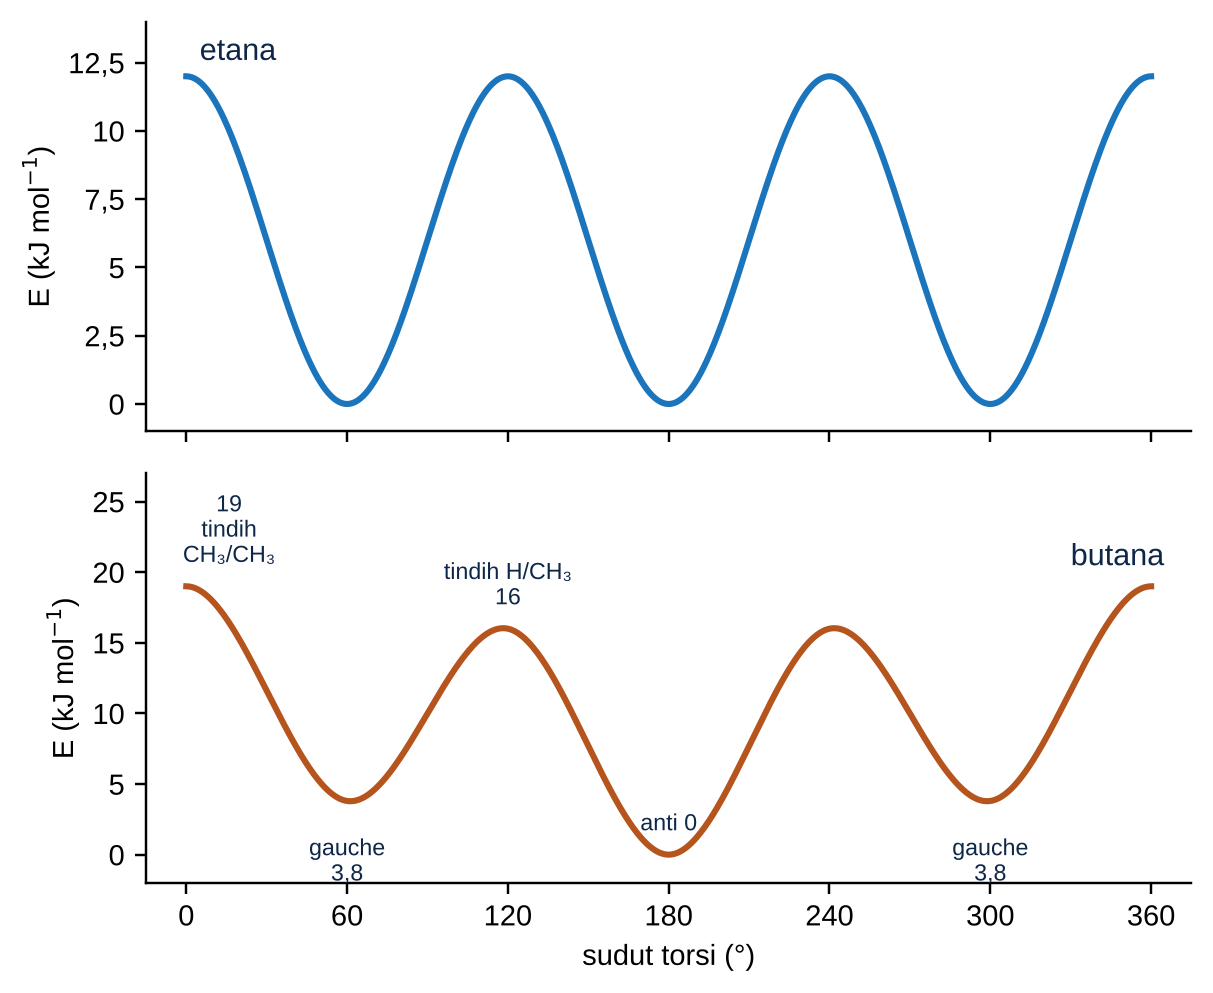 etana
12,5
10
7,5
5
2,5
0
E (kJ mol⁻¹)
25
20
15
10
5
0
E (kJ mol⁻¹)
butana
19
tindih
CH₃/CH₃
tindih H/CH₃
16
gauche
3,8
anti 0
gauche
3,8
0 60 120 180 240 300 360
sudut torsi (°)